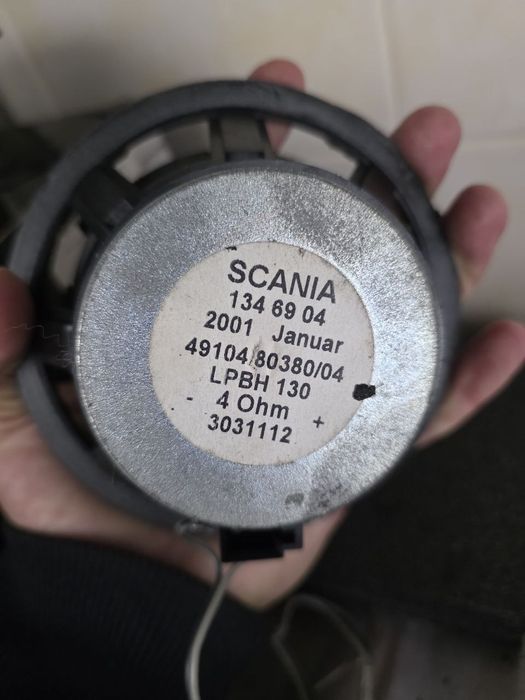 SCANIA
134 69 04
2001 Januar
49104/80380/04
LPBH 130
- 4 Ohm +
3031112